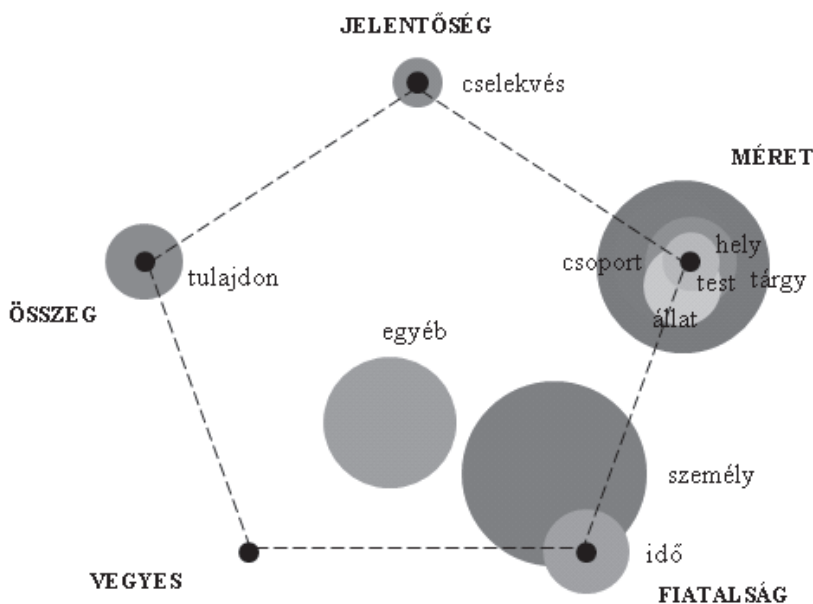 JELENTŐSÉG
cselekvés
MÉRET
hely
csoport
test
tárgy
tulajdon
állat
ÖSSZEG
egyéb
személy
idő
VEGYES
FIATALSÁG